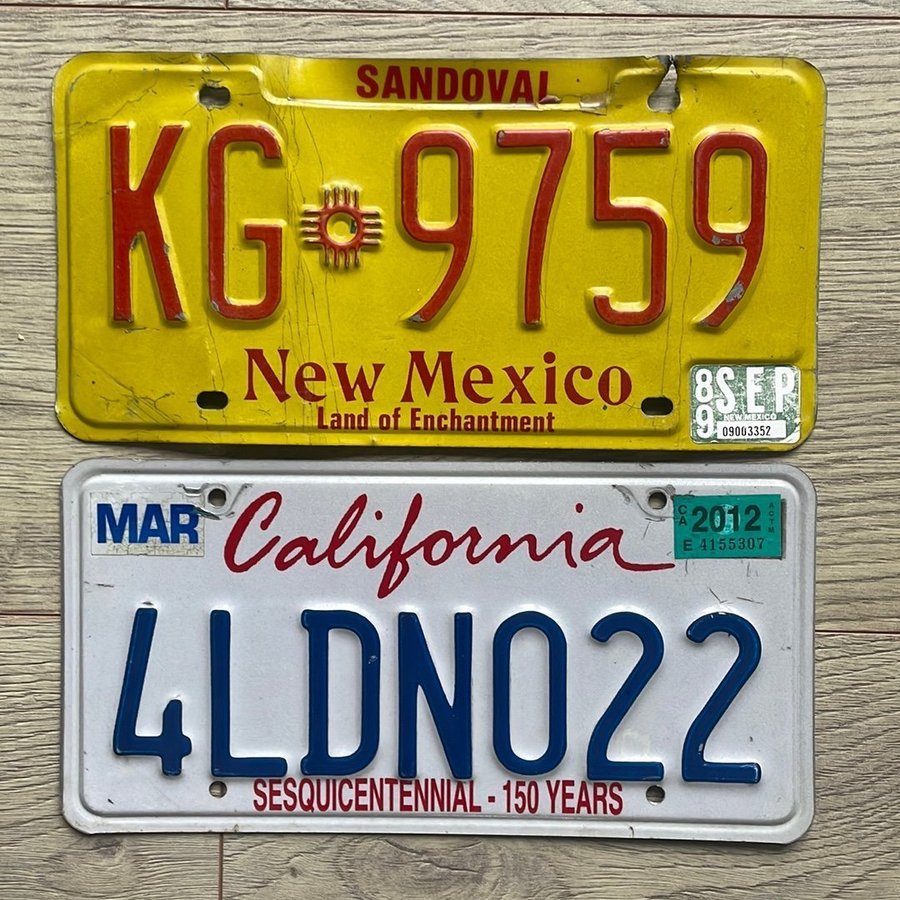 SANDOVAL
KG 9759
New Mexico
Land of Enchantment
89 SEP
NEW MEXICO
09003352
MAR
California
CA 2012
E 4155307
4LDN022
SESQUICENTENNIAL - 150 YEARS